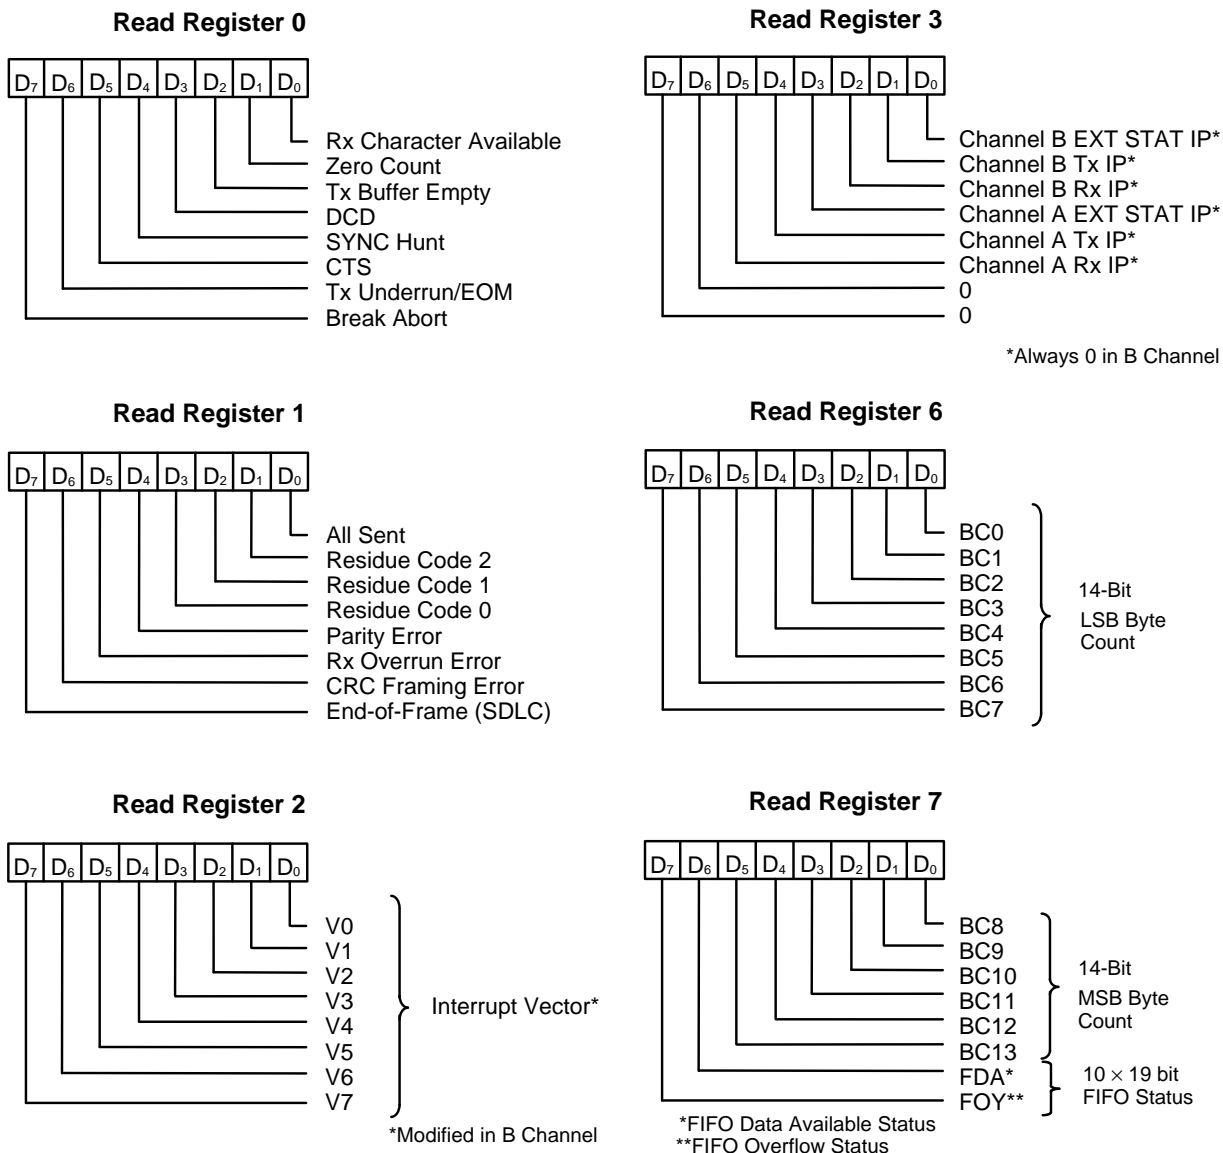 Read Register 0
D7 D6 D5 D4 D3 D2 D1 D0
Rx Character Available
Zero Count
Tx Buffer Empty
DCD
SYNC Hunt
CTS
Tx Underrun/EOM
Break Abort
Read Register 1
D7 D6 D5 D4 D3 D2 D1 D0
All Sent
Residue Code 2
Residue Code 1
Residue Code 0
Parity Error
Rx Overrun Error
CRC Framing Error
End-of-Frame (SDLC)
Read Register 2
D7 D6 D5 D4 D3 D2 D1 D0
V0
V1
V2
V3
V4
V5
V6
V7
Interrupt Vector*
*Modified in B Channel
Read Register 3
D7 D6 D5 D4 D3 D2 D1 D0
Channel B EXT STAT IP*
Channel B Tx IP*
Channel B Rx IP*
Channel A EXT STAT IP*
Channel A Tx IP*
Channel A Rx IP*
0
0
*Always 0 in B Channel
Read Register 6
D7 D6 D5 D4 D3 D2 D1 D0
BC0
BC1
BC2
BC3
BC4
BC5
BC6
BC7
14-Bit
LSB Byte
Count
Read Register 7
D7 D6 D5 D4 D3 D2 D1 D0
BC8
BC9
BC10
BC11
BC12
BC13
FDA*
FOY**
14-Bit
MSB Byte
Count
10 × 19 bit
FIFO Status
*FIFO Data Available Status
**FIFO Overflow Status